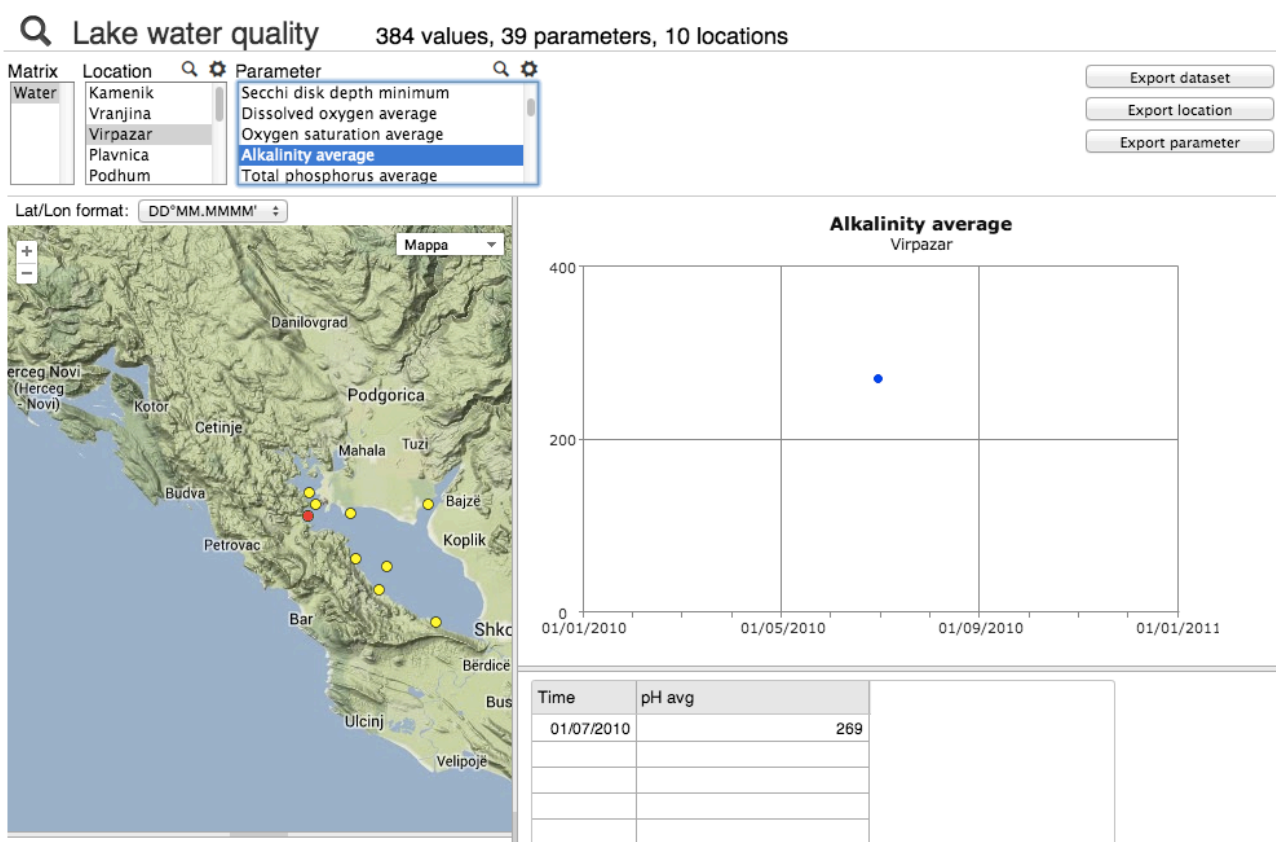 Lake water quality 384 values, 39 parameters, 10 locations
Matrix Location Parameter
Water
Kamenik
Vranjina
Virpazar
Plavnica
Podhum
Secchi disk depth minimum
Dissolved oxygen average
Oxygen saturation average
Alkalinity average
Total phosphorus average
Export dataset
Export location
Export parameter
Lat/Lon format: DD°MM.MMMM'
+
−
Mappa
Danilovgrad
erceg Novi
(Herceg
- Novi)
Kotor
Podgorica
Cetinje
Mahala
Tuzi
Budva
Bajzë
Petrovac
Koplik
Bar
Shko
Bërdicë
Bus
Ulcinj
Velipojë
Alkalinity average
Virpazar
400
200
0
01/01/2010 01/05/2010 01/09/2010 01/01/2011
Time pH avg
01/07/2010 269